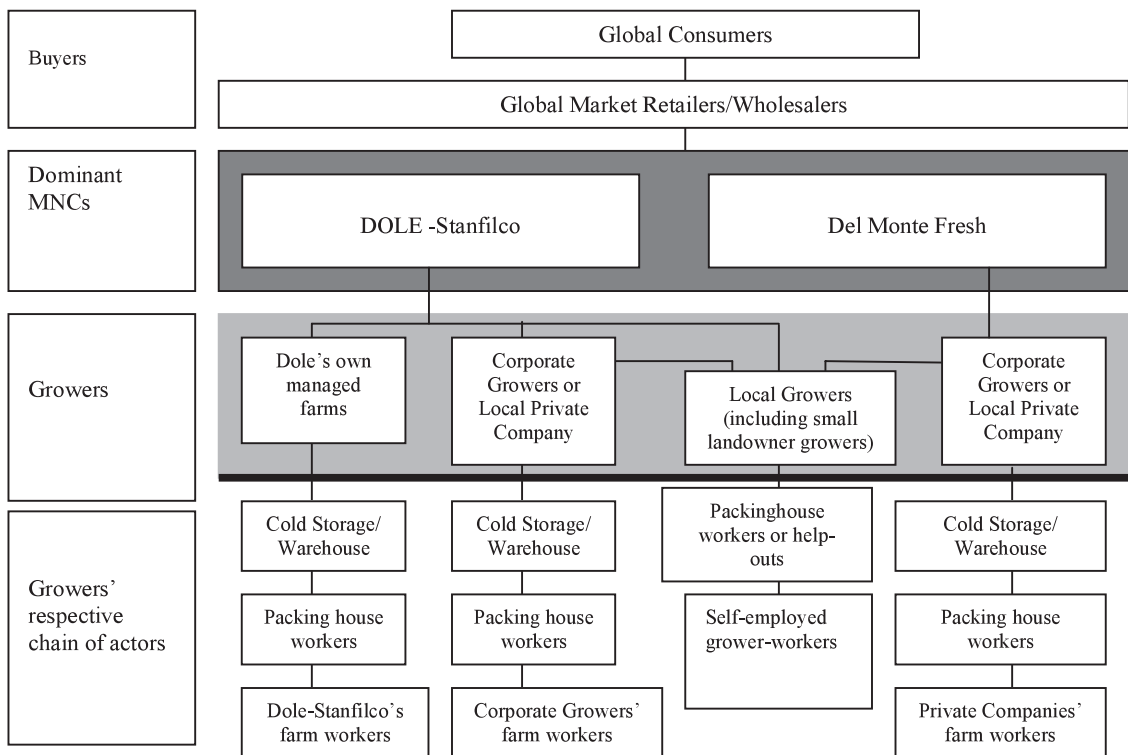 Buyers
Global Consumers
Global Market Retailers/Wholesalers
Dominant
MNCs
DOLE -Stanfilco
Del Monte Fresh
Growers
Dole's own
managed
farms
Corporate
Growers or
Local Private
Company
Local Growers
(including small
landowner growers)
Corporate
Growers or
Local Private
Company
Growers'
respective
chain of actors
Cold Storage/
Warehouse
Cold Storage/
Warehouse
Packinghouse
workers or help-
outs
Cold Storage/
Warehouse
Packing house
workers
Packing house
workers
Self-employed
grower-workers
Packing house
workers
Dole-Stanfilco's
farm workers
Corporate Growers'
farm workers
Private Companies'
farm workers